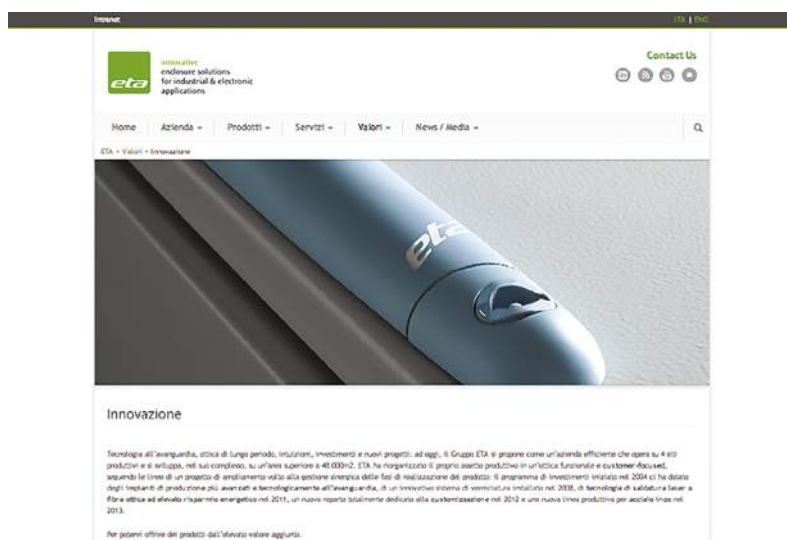 Intranet
ITA | ENG
eta
innovative
enclosure solutions
for industrial & electronic
applications
Contact Us
Home Azienda Prodotti Servizi Valori News / Media
ETA Valori Innovazione
eta
Innovazione
Tecnologia all'avanguardia, ottica di lungo periodo, intuizioni, investimenti e nuovi progetti: ad oggi, il Gruppo ETA si propone come un'azienda efficiente che opera su 4 siti
produttivi e si sviluppa, nel suo complesso, su un'area superiore a 48.000m2. ETA ha riorganizzato il proprio assetto produttivo in un'ottica funzionale e customer-focused,
seguendo le linee di un progetto di ampliamento volto alla gestione sinergica delle fasi di realizzazione del prodotto: il programma di investimenti iniziato nel 2004 ci ha dotato
degli impianti di produzione più avanzati e tecnologicamente all'avanguardia, di un innovativo sistema di verniciatura installato nel 2008, di tecnologia di saldatura laser a
fibra ottica ad elevato risparmio energetico nel 2011, un nuovo reparto totalmente dedicato alla customizzazione nel 2012 e una nuova linea produttiva per acciaio inox nel
2013.
Per potervi offrire dei prodotti dall'elevato valore aggiunto.